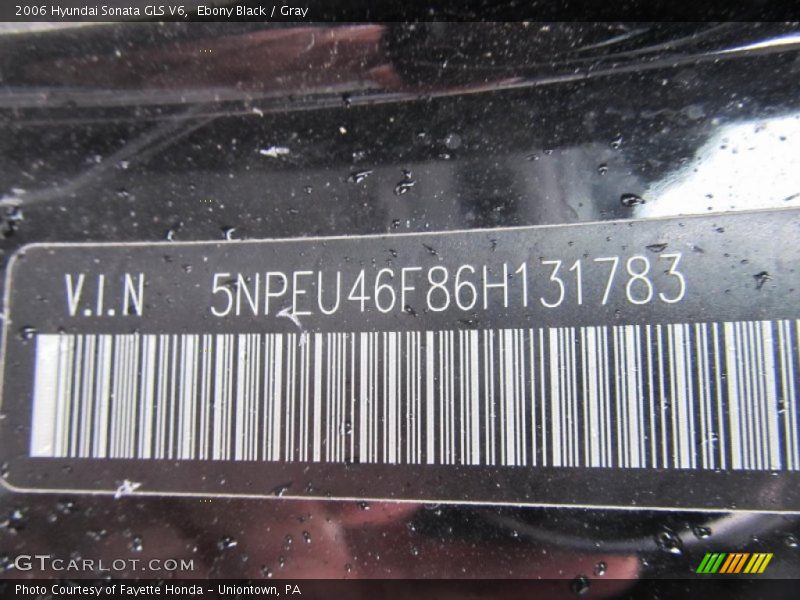 2006 Hyundai Sonata GLS V6, Ebony Black / Gray
V.I.N 5NPEU46F86H131783
GTCARLOT.COM
Photo Courtesy of Fayette Honda - Uniontown, PA